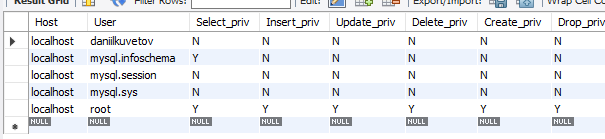 Result Grid Filter Rows: Edit: Export/Import: Wrap Cell Co
Host User Select_priv Insert_priv Update_priv Delete_priv Create_priv Drop_priv
localhost daniilkuvetov N N N N N N
localhost mysql.infoschema Y N N N N N
localhost mysql.session N N N N N N
localhost mysql.sys N N N N N N
localhost root Y Y Y Y Y Y
NULL NULL NULL NULL NULL NULL NULL NULL